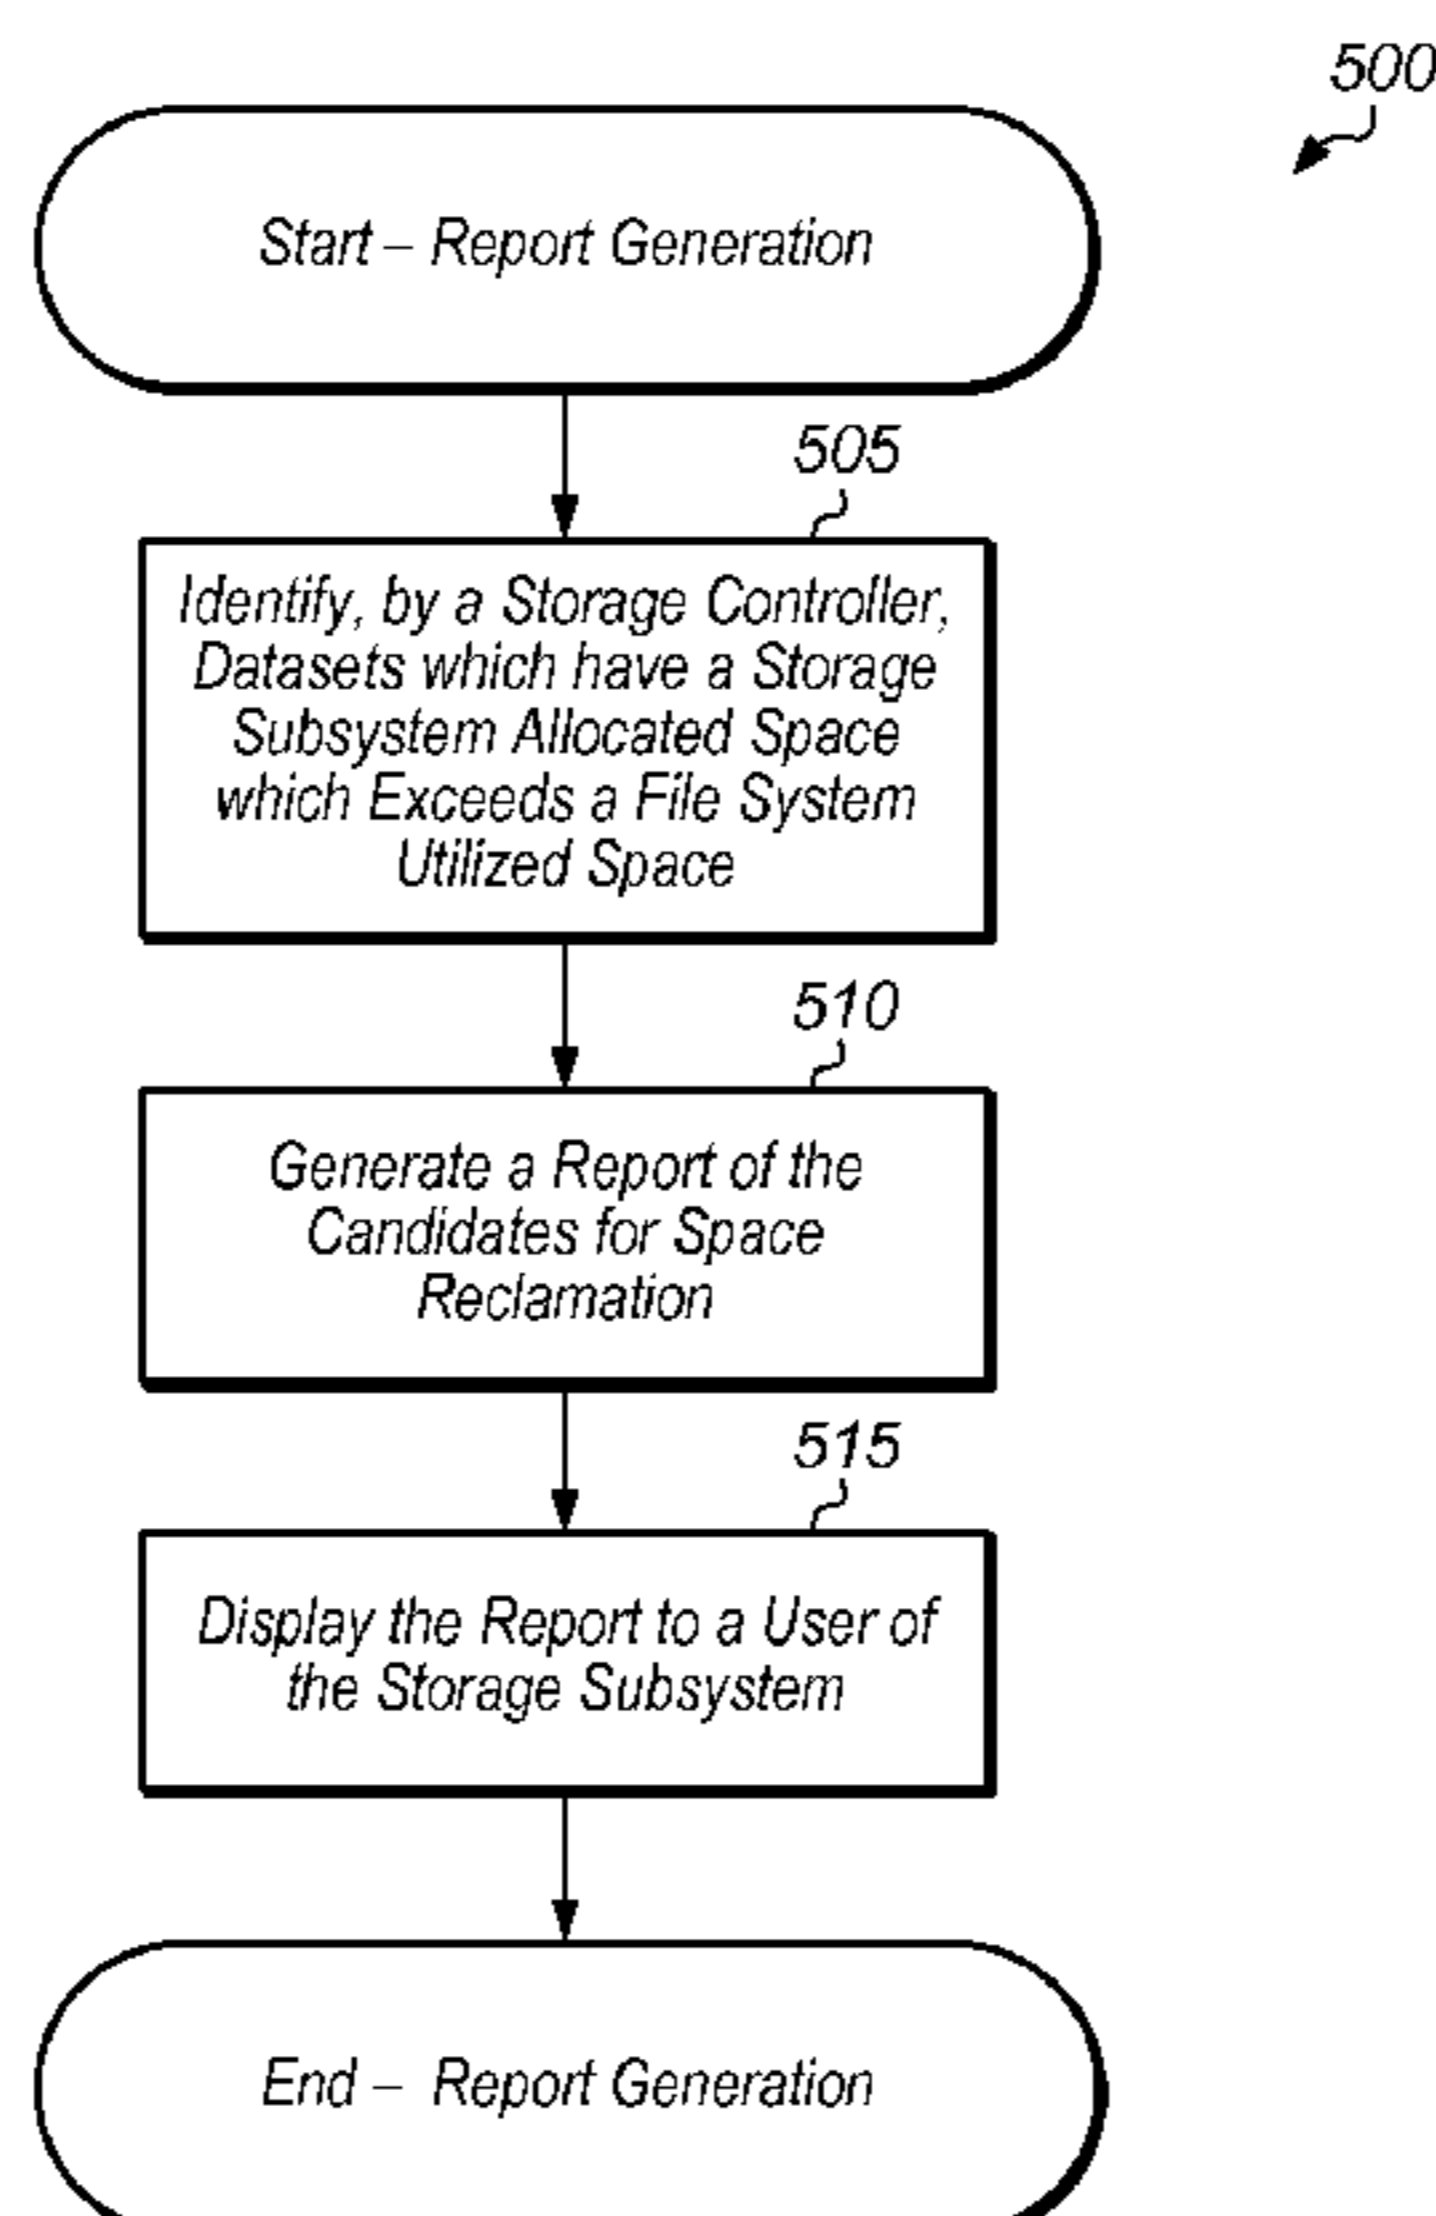 500
Start – Report Generation
505
Identify, by a Storage Controller,
Datasets which have a Storage
Subsystem Allocated Space
which Exceeds a File System
Utilized Space
510
Generate a Report of the
Candidates for Space
Reclamation
515
Display the Report to a User of
the Storage Subsystem
End – Report Generation